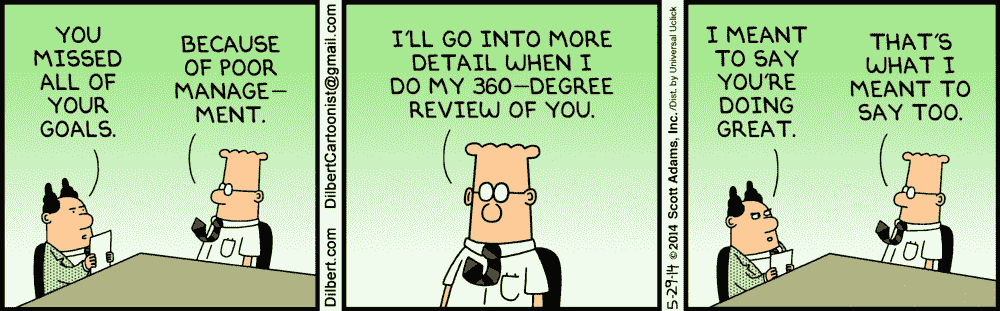 YOU
MISSED
ALL OF
YOUR
GOALS.
BECAUSE
OF POOR
MANAGE–
MENT.
DilbertCartoonist@gmail.com
Dilbert.com
I'LL GO INTO MORE
DETAIL WHEN I
DO MY 360–DEGREE
REVIEW OF YOU.
5-29-14 © 2014 Scott Adams, Inc. /Dist. by Universal Uclick
I MEANT
TO SAY
YOU'RE
DOING
GREAT.
THAT'S
WHAT I
MEANT TO
SAY TOO.